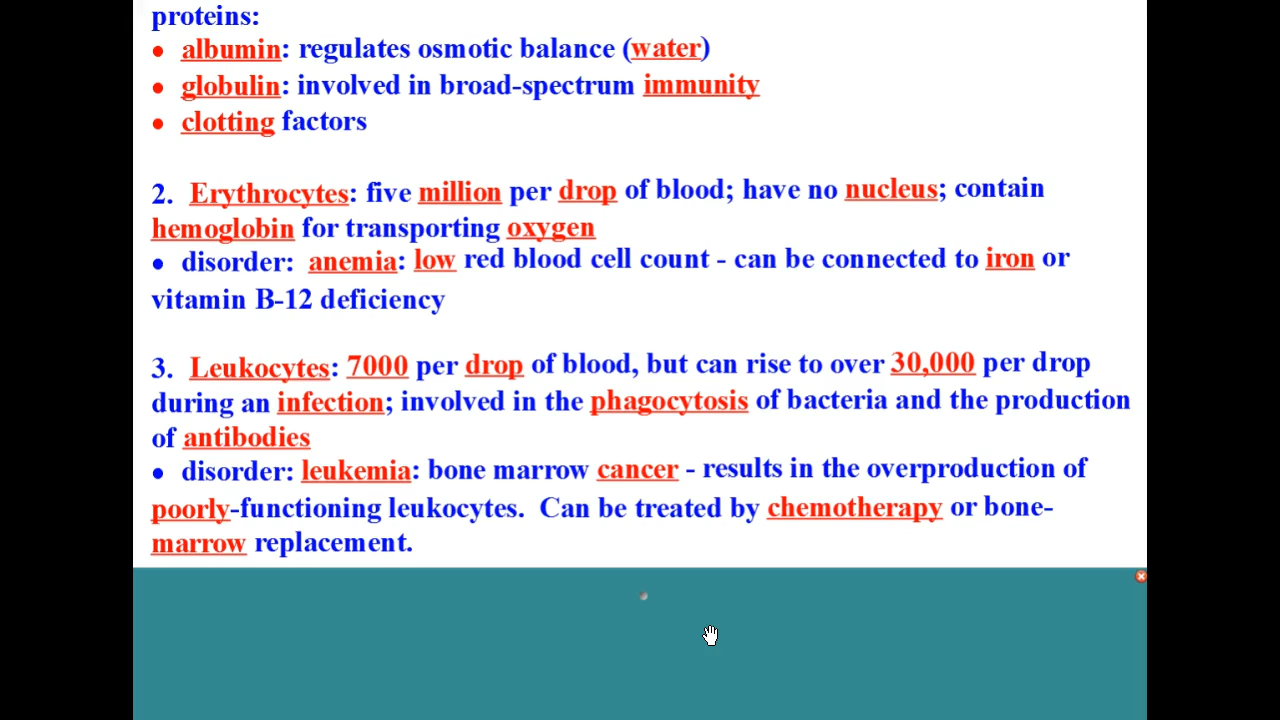 proteins:
• albumin: regulates osmotic balance (water)
• globulin: involved in broad-spectrum immunity
• clotting factors
2. Erythrocytes: five million per drop of blood; have no nucleus; contain
hemoglobin for transporting oxygen
• disorder: anemia: low red blood cell count - can be connected to iron or
vitamin B-12 deficiency
3. Leukocytes: 7000 per drop of blood, but can rise to over 30,000 per drop
during an infection; involved in the phagocytosis of bacteria and the production
of antibodies
• disorder: leukemia: bone marrow cancer - results in the overproduction of
poorly-functioning leukocytes. Can be treated by chemotherapy or bone-
marrow replacement.